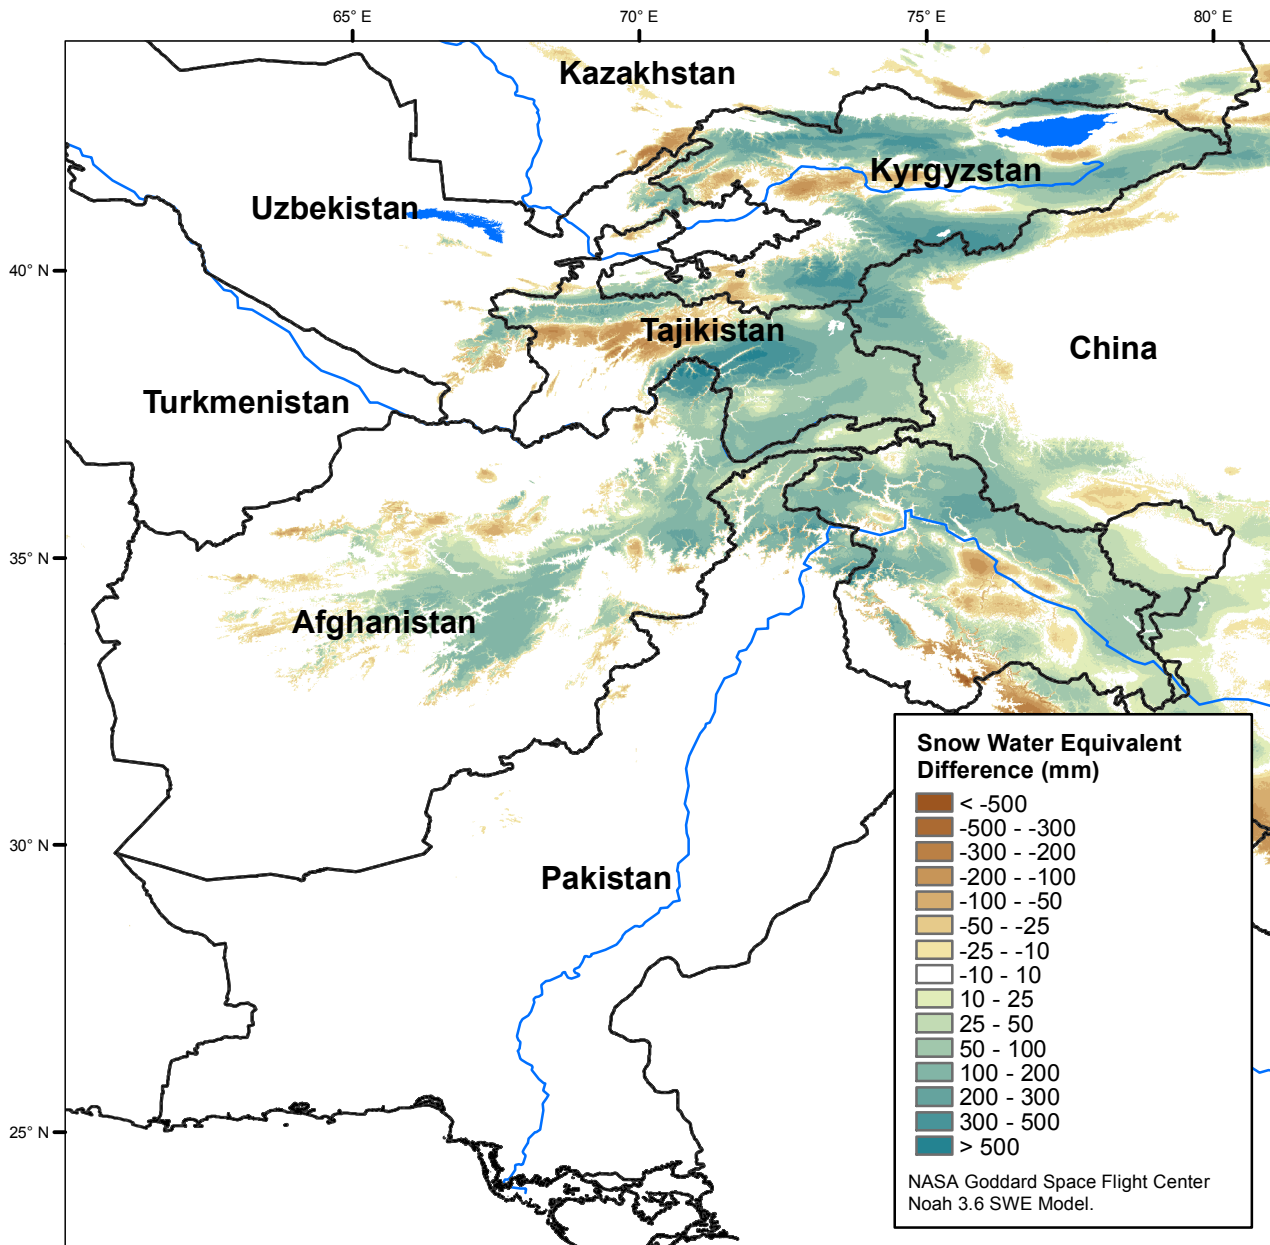 65° E
70° E
75° E
80° E
Kazakhstan
Kyrgyzstan
Uzbekistan
40° N
Tajikistan
China
Turkmenistan
35° N
Afghanistan
30° N
Pakistan
25° N
Snow Water Equivalent
Difference (mm)
< -500
-500 - -300
-300 - -200
-200 - -100
-100 - -50
-50 - -25
-25 - -10
-10 - 10
10 - 25
25 - 50
50 - 100
100 - 200
200 - 300
300 - 500
> 500
NASA Goddard Space Flight Center
Noah 3.6 SWE Model.